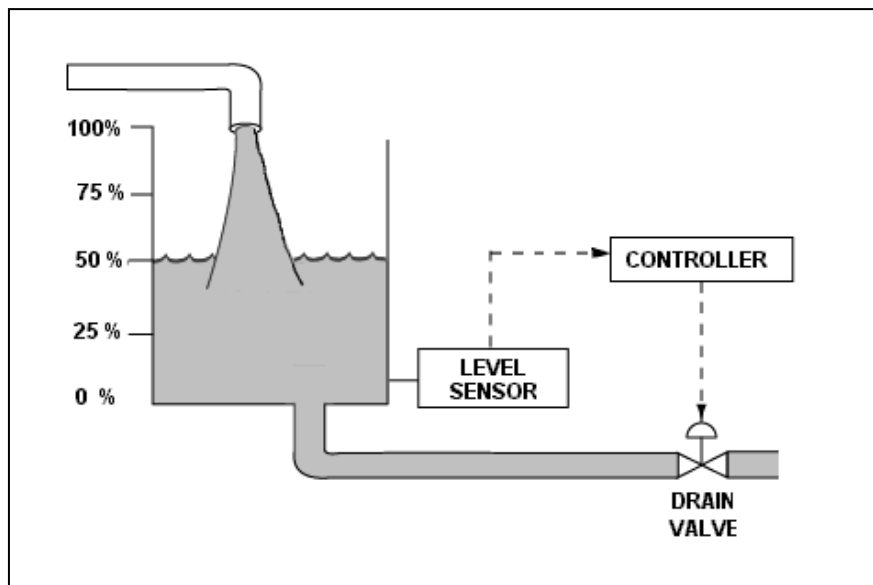 100%
75 %
50 %
25 %
0 %
CONTROLLER
LEVEL
SENSOR
DRAIN
VALVE